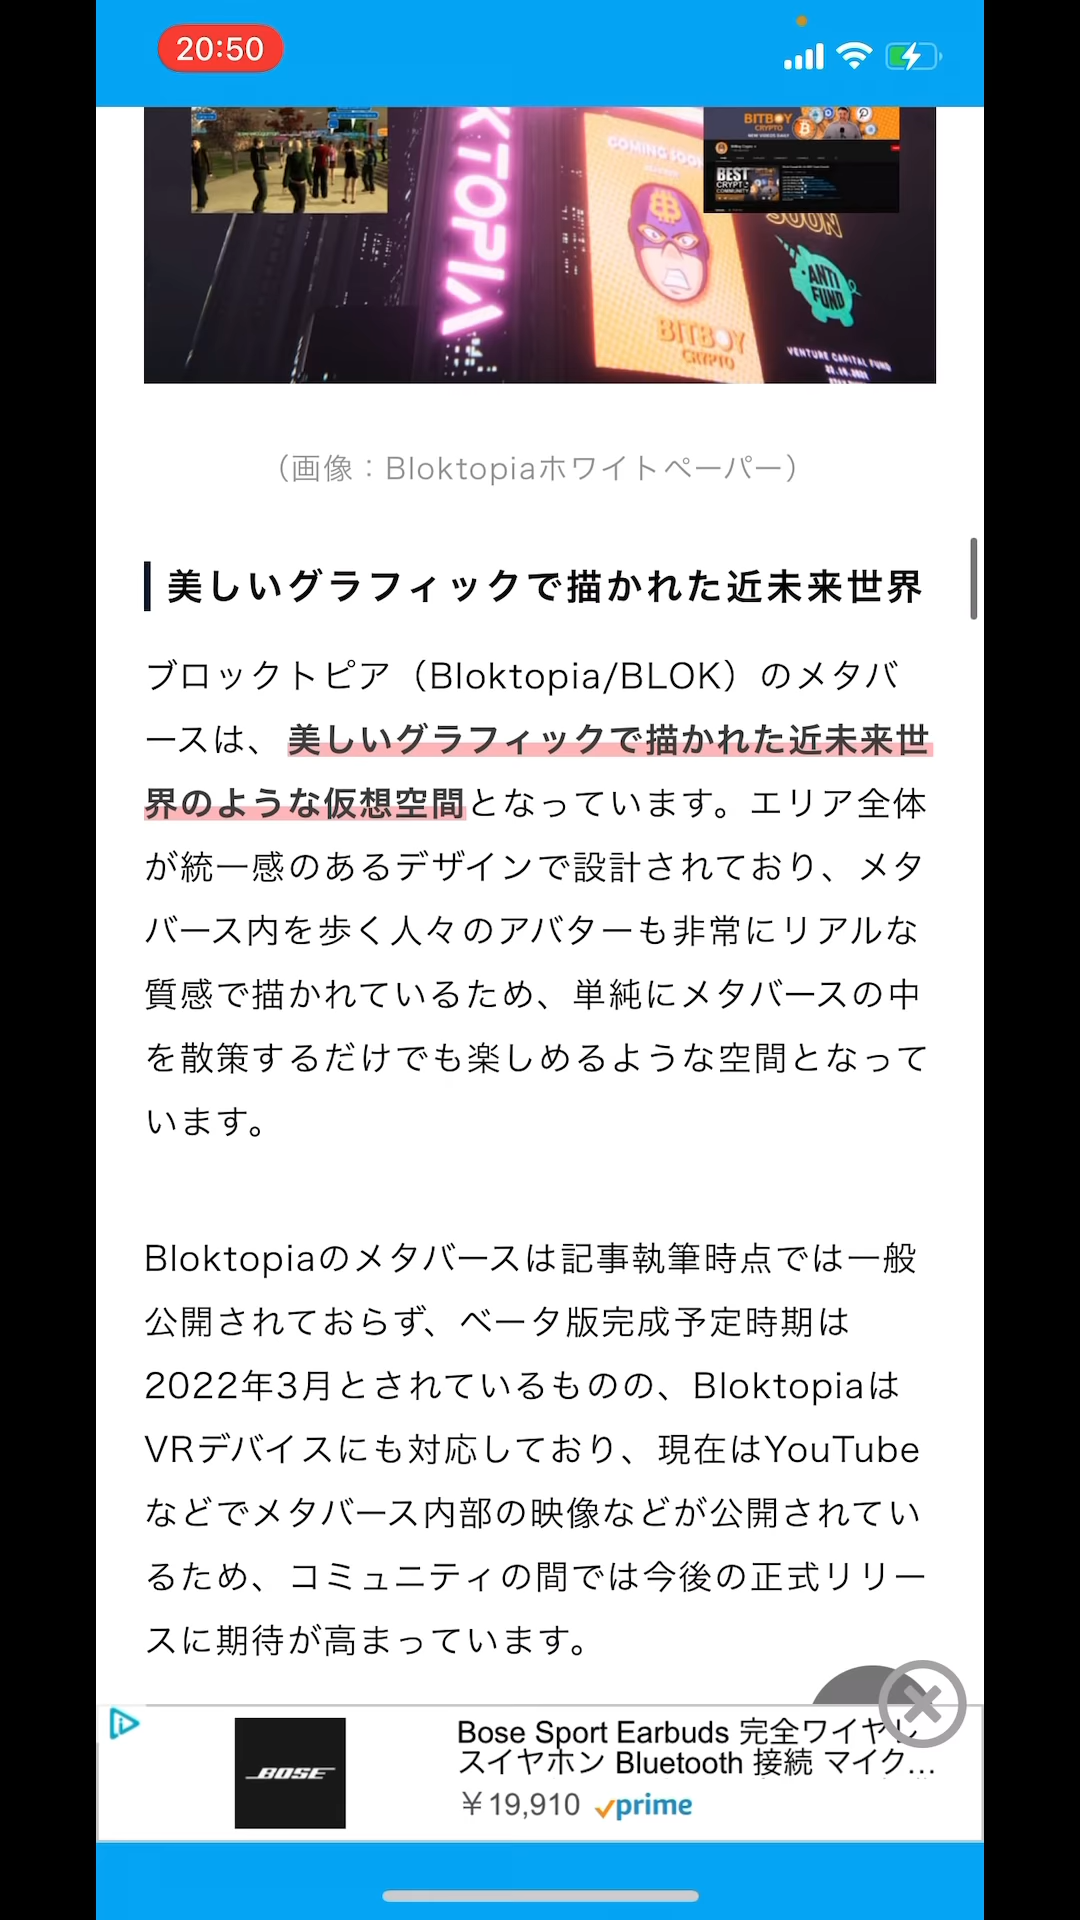 20:50
KTOPIA
COMING SOON
BITBOY
CRYPTO
BITBOY
CRYPTO
BEST
CRYPTO
COMMUNITY
SOON
ANTI
FUND
VENTURE CAPITAL FUND
（画像：Bloktopiaホワイトペーパー）
美しいグラフィックで描かれた近未来世界
ブロックトピア（Bloktopia/BLOK）のメタバ
ースは、美しいグラフィックで描かれた近未来世
界のような仮想空間となっています。エリア全体
が統一感のあるデザインで設計されており、メタ
バース内を歩く人々のアバターも非常にリアルな
質感で描かれているため、単純にメタバースの中
を散策するだけでも楽しめるような空間となって
います。
Bloktopiaのメタバースは記事執筆時点では一般
公開されておらず、ベータ版完成予定時期は
2022年3月とされているものの、Bloktopiaは
VRデバイスにも対応しており、現在はYouTube
などでメタバース内部の映像などが公開されてい
るため、コミュニティの間では今後の正式リリー
スに期待が高まっています。
BOSE
Bose Sport Earbuds 完全ワイヤレ
スイヤホン Bluetooth 接続 マイク...
￥19,910 prime